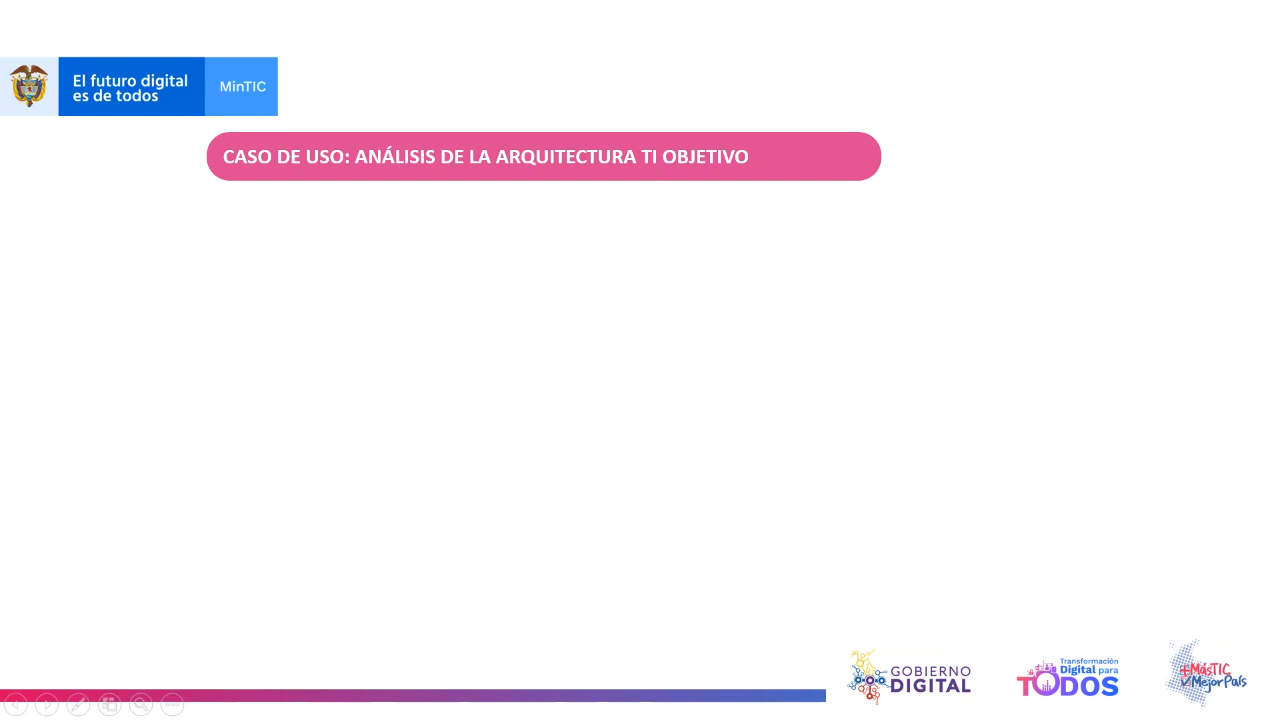 El futuro digital
es de todos
MinTIC
CASO DE USO: ANÁLISIS DE LA ARQUITECTURA TI OBJETIVO
GOBIERNO
DIGITAL
Transformación
Digital para
TODOS
+MásTIC
✓MejorPaís